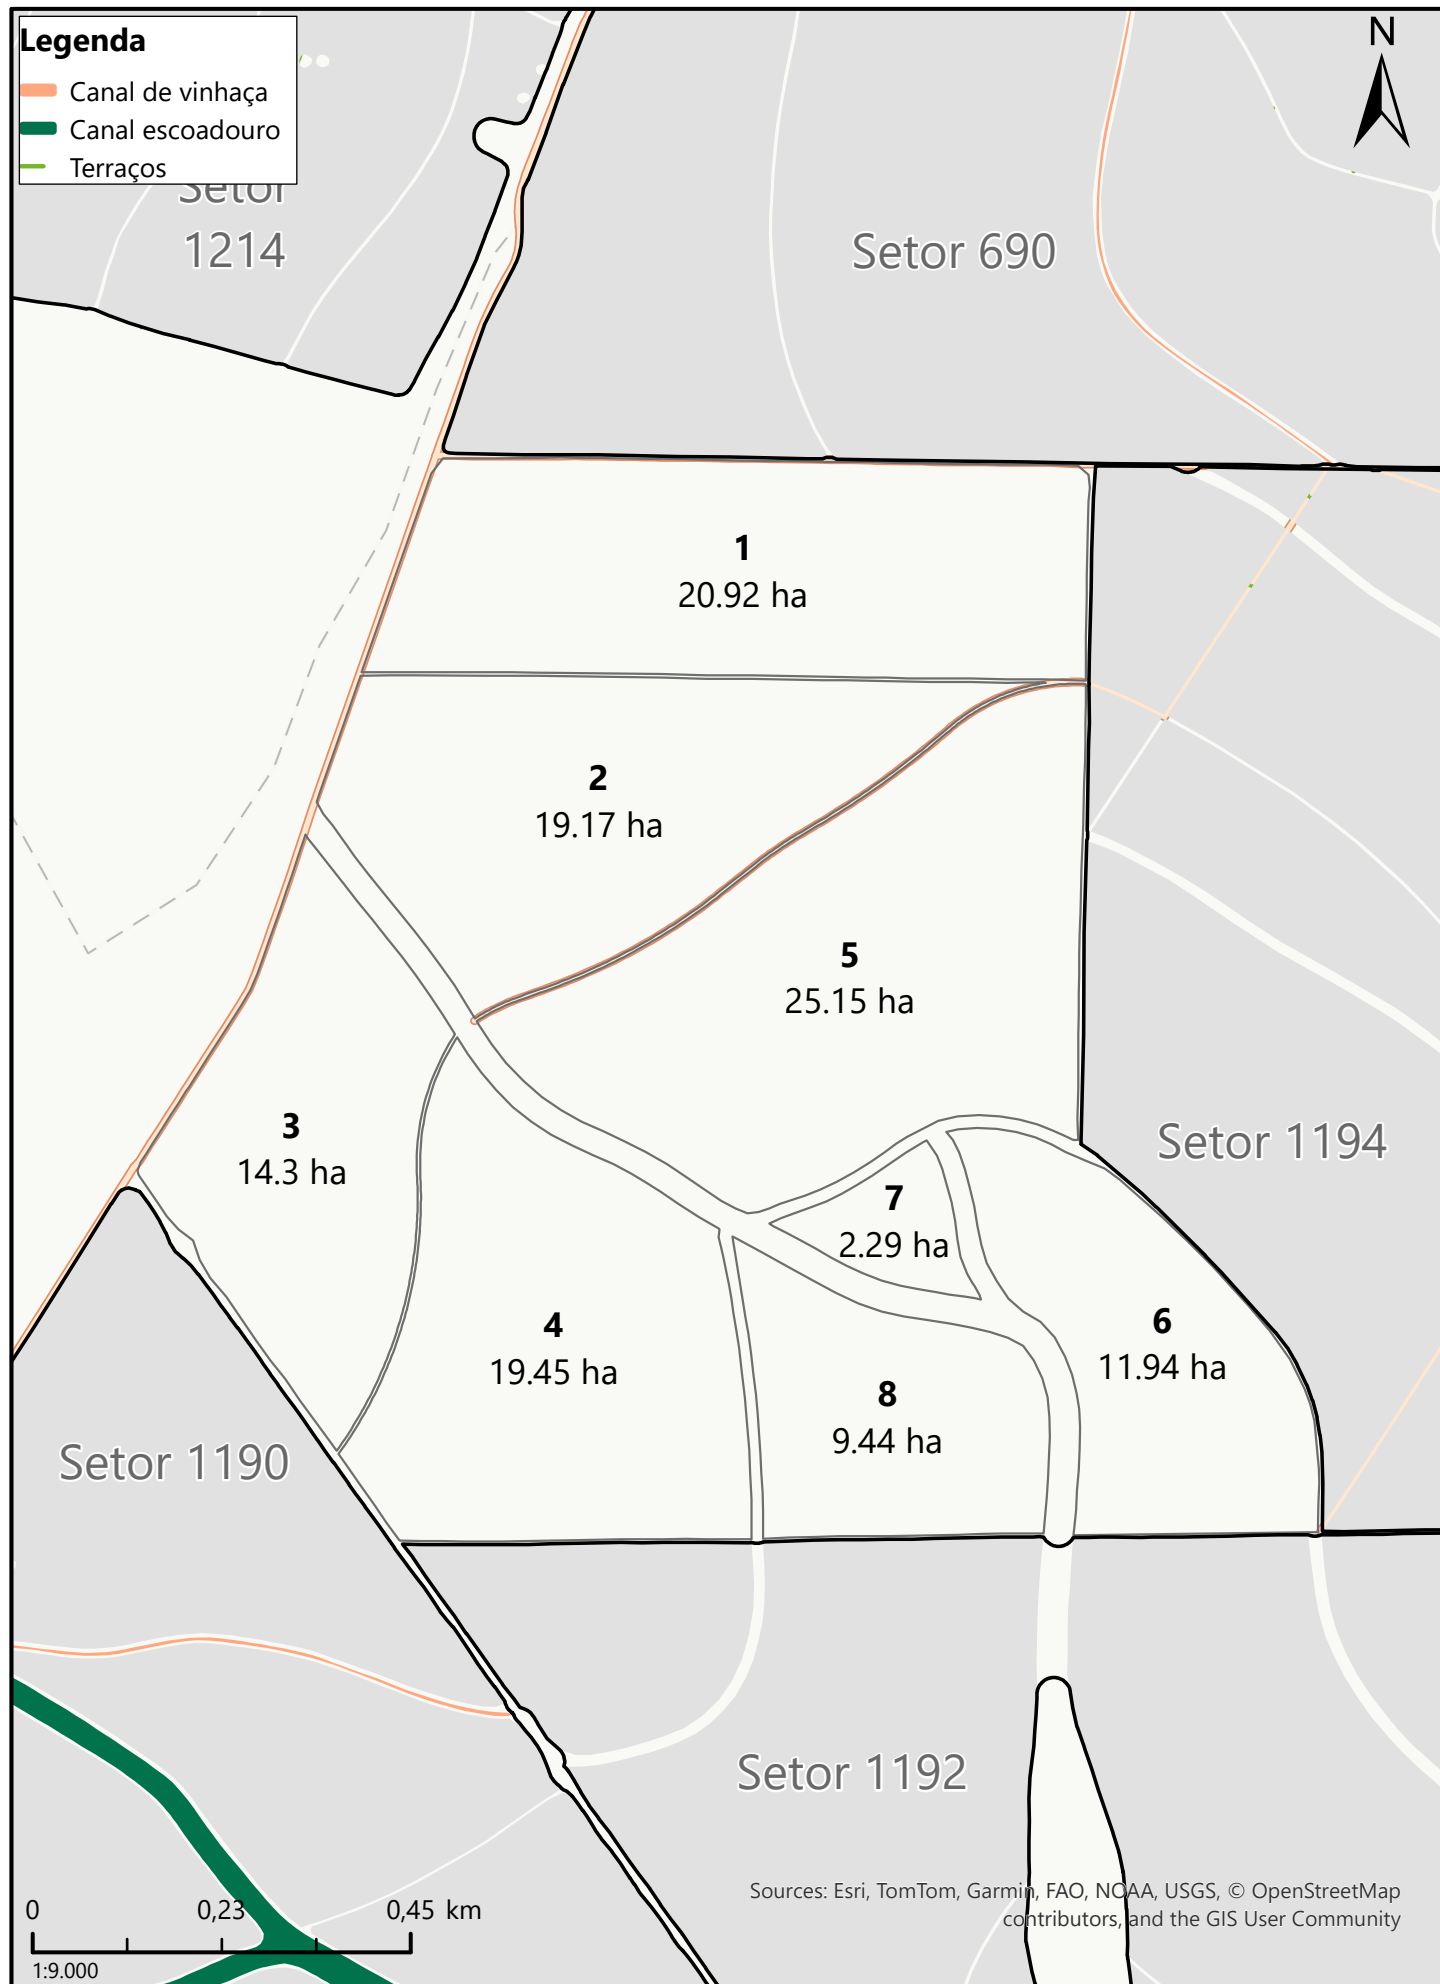 Legenda
Canal de vinhaça
Canal escoadouro
Terraços
N
Setor
1214
Setor 690
1
20.92 ha
2
19.17 ha
5
25.15 ha
3
14.3 ha
Setor 1194
7
2.29 ha
4
19.45 ha
6
11.94 ha
8
9.44 ha
Setor 1190
Setor 1192
Sources: Esri, TomTom, Garmin, FAO, NOAA, USGS, © OpenStreetMap
contributors, and the GIS User Community
0 0,23 0,45 km
1:9.000